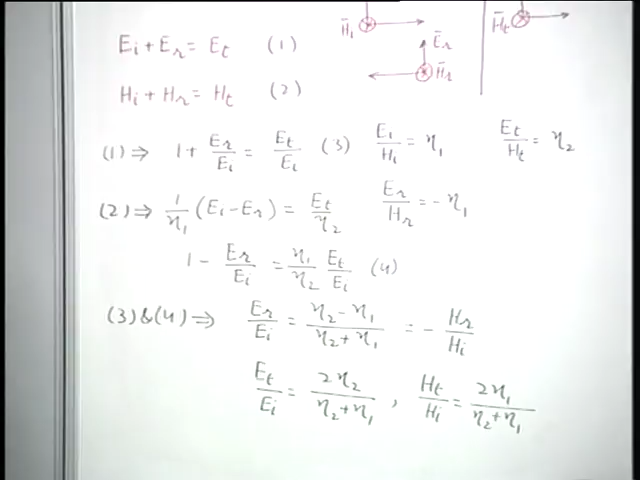 H̄i H̄t
Ei + Er = Et (1) Ēr
H̄r
Hi + Hr = Ht (2)
(1) ⇒ 1 + Er/Ei = Et/Ei (3) Ei/Hi = η1 Et/Ht = η2
(2) ⇒ 1/η1 (Ei - Er) = Et/η2 Er/Hr = - η1
1 - Er/Ei = η1/η2 Et/Ei (4)
(3) & (4) ⇒ Er/Ei = η2 - η1/η2 + η1 = - Hr/Hi
Et/Ei = 2η2/η2 + η1 , Ht/Hi = 2η1/η2 + η1